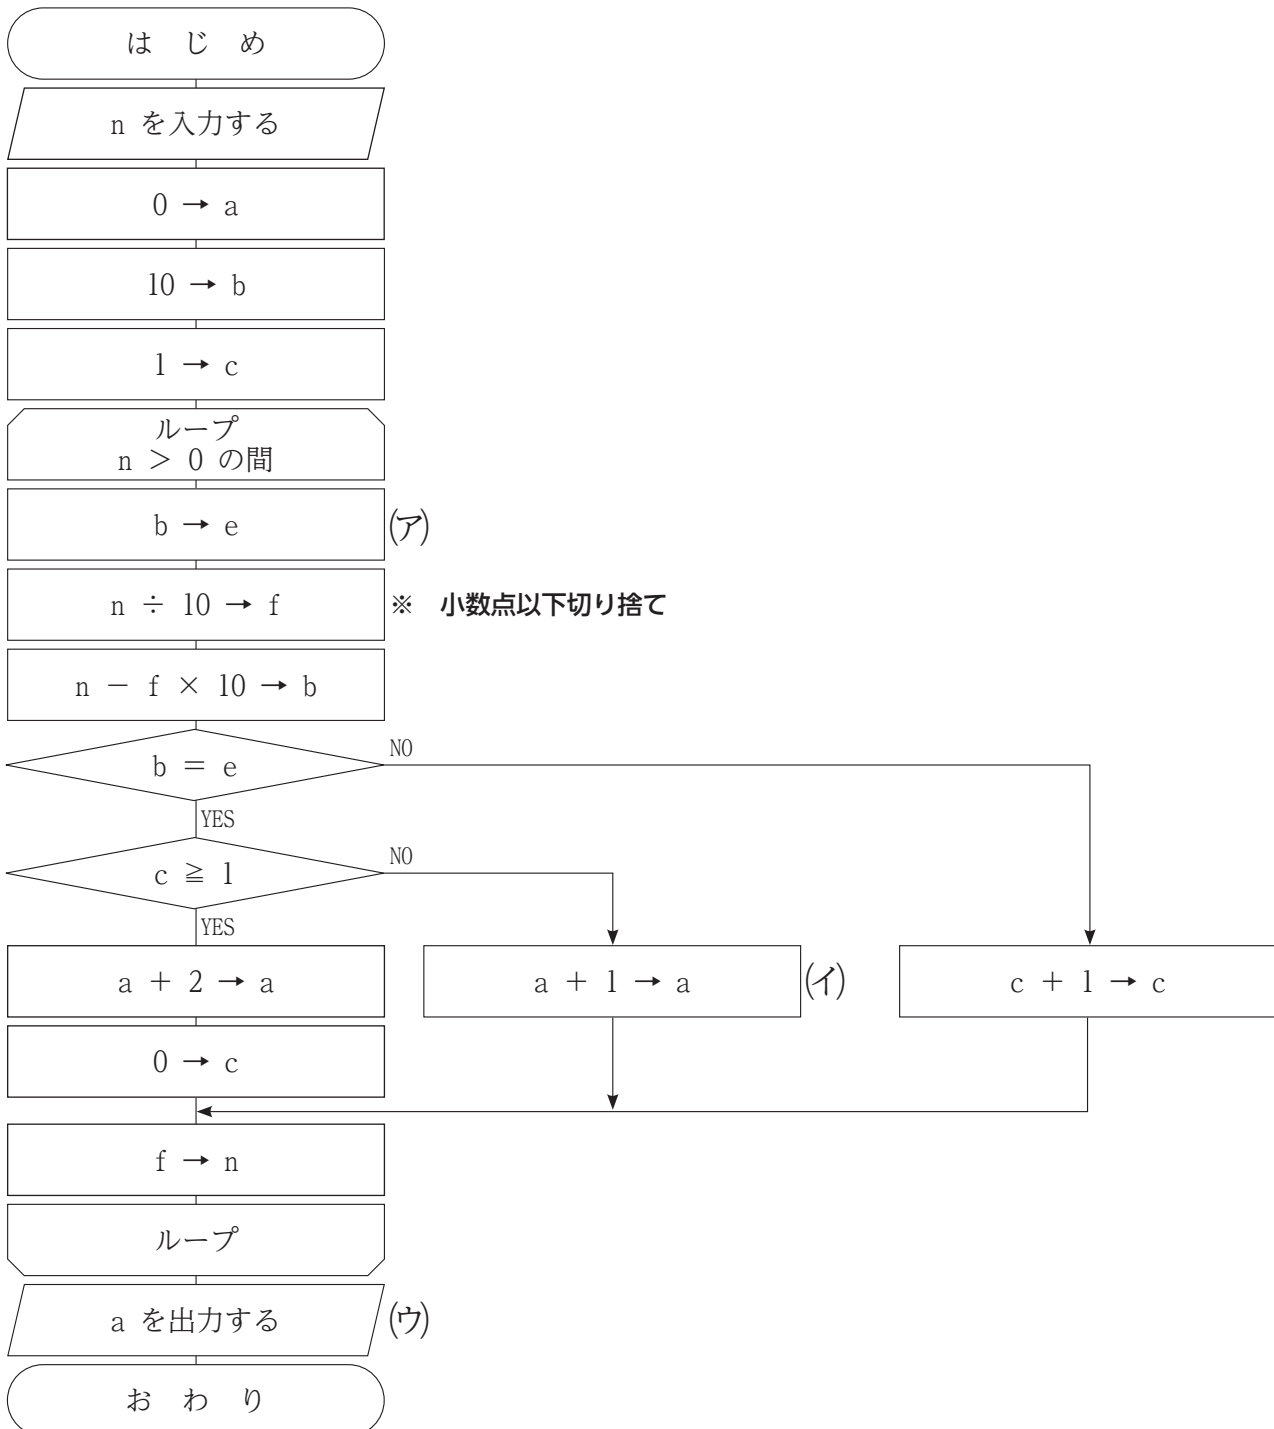 はじめ
n を入力する
0 → a
10 → b
1 → c
ループ
n ＞ 0 の間
b → e
(ア)
n ÷ 10 → f
※　小数点以下切り捨て
n － f × 10 → b
b ＝ e
NO
YES
c ≧ 1
NO
YES
a ＋ 2 → a
a ＋ 1 → a
(イ)
c ＋ 1 → c
0 → c
f → n
ループ
a を出力する
(ウ)
おわり